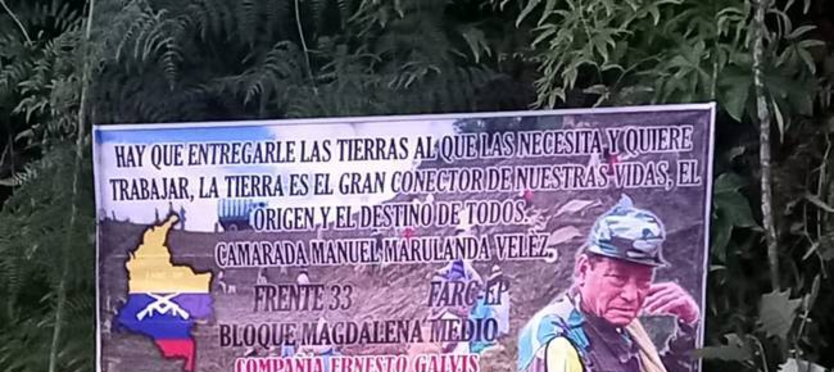 HAY QUE ENTREGARLE LAS TIERRAS AL QUE LAS NECESITA Y QUIERE
TRABAJAR, LA TIERRA ES EL GRAN CONECTOR DE NUESTRAS VIDAS, EL
ORIGEN Y EL DESTINO DE TODOS.
CAMARADA MANUEL MARULANDA VELÉZ.
FRENTE 33 FARC-EP
BLOQUE MAGDALENA MEDIO
COMPAÑIA ERNESTO GALVIS